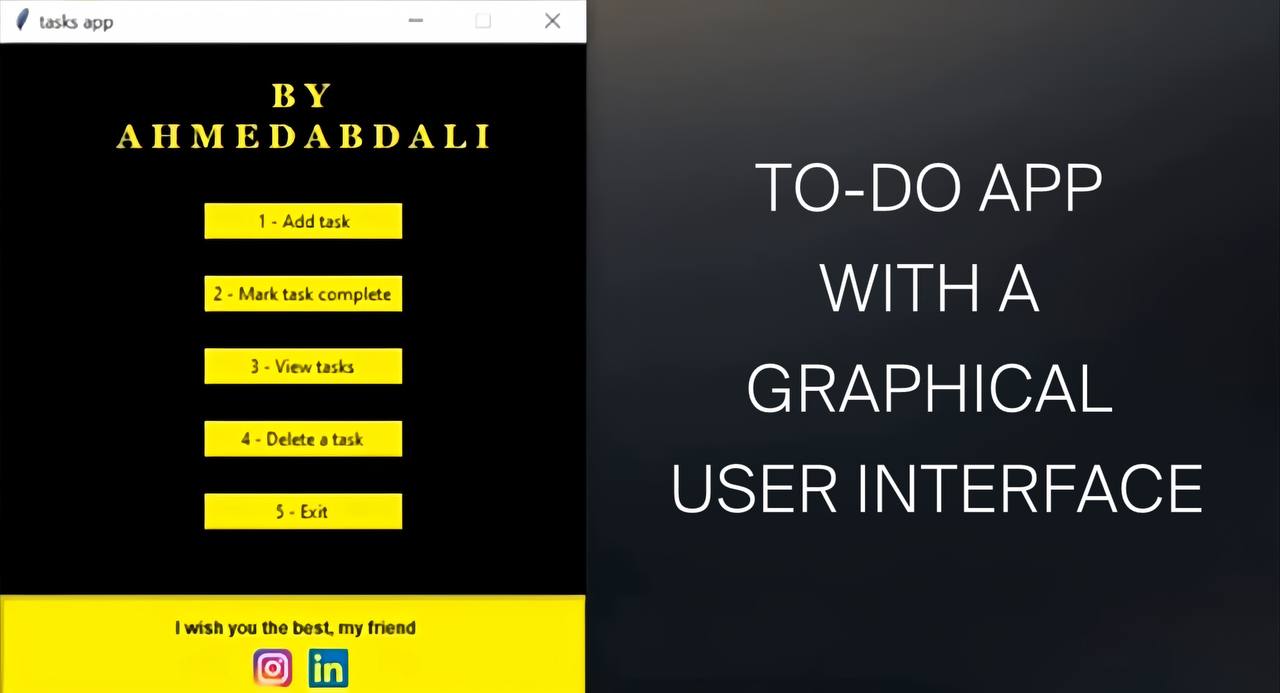 tasks app
BY
AHMEDABDALI
1 - Add task
2 - Mark task complete
3 - View tasks
4 - Delete a task
5 - Exit
I wish you the best, my friend
in
TO-DO APP
WITH A
GRAPHICAL
USER INTERFACE